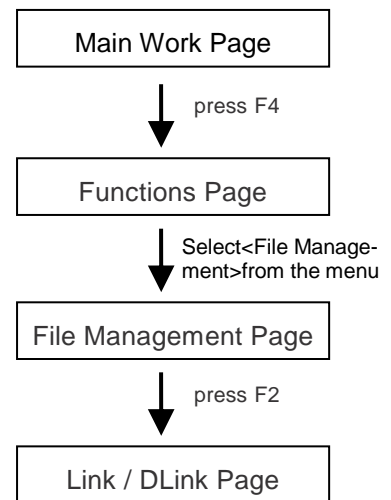 Main Work Page
press F4
Functions Page
Select<File Manage-
ment>from the menu
File Management Page
press F2
Link / DLink Page